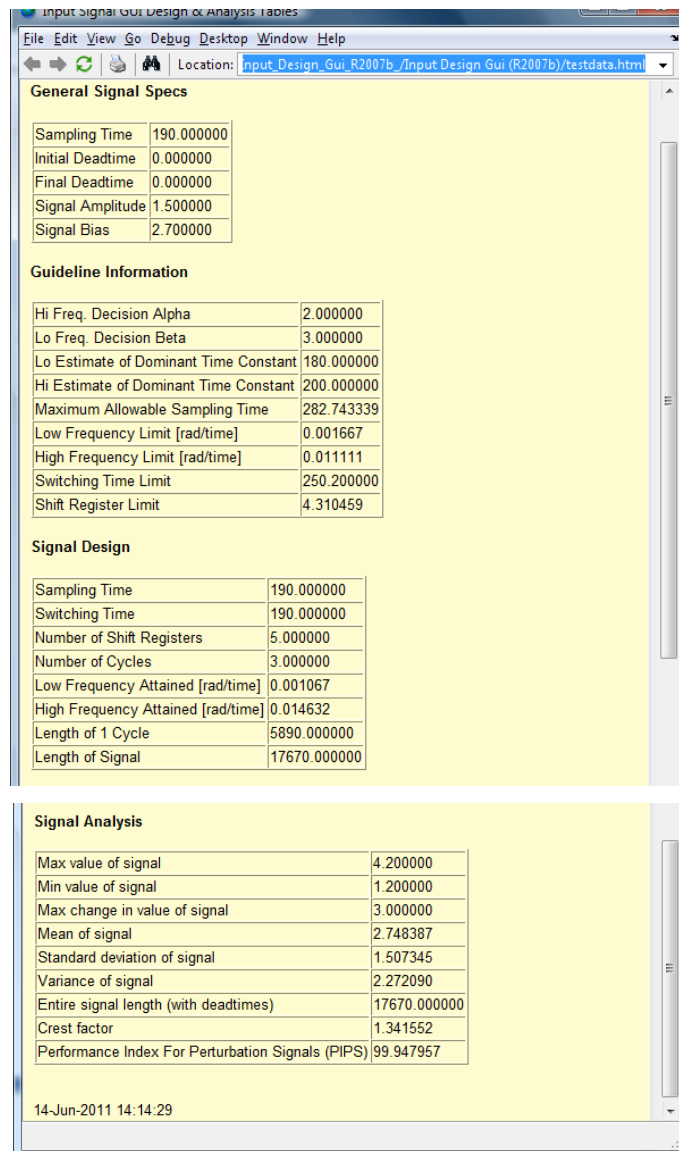 Input Signal GUI Design & Analysis Tables
File Edit View Go Debug Desktop Window Help
Location: Input_Design_Gui_R2007b_/Input Design Gui (R2007b)/testdata.html
General Signal Specs
Sampling Time 190.000000
Initial Deadtime 0.000000
Final Deadtime 0.000000
Signal Amplitude 1.500000
Signal Bias 2.700000
Guideline Information
Hi Freq. Decision Alpha 2.000000
Lo Freq. Decision Beta 3.000000
Lo Estimate of Dominant Time Constant 180.000000
Hi Estimate of Dominant Time Constant 200.000000
Maximum Allowable Sampling Time 282.743339
Low Frequency Limit [rad/time] 0.001667
High Frequency Limit [rad/time] 0.011111
Switching Time Limit 250.200000
Shift Register Limit 4.310459
Signal Design
Sampling Time 190.000000
Switching Time 190.000000
Number of Shift Registers 5.000000
Number of Cycles 3.000000
Low Frequency Attained [rad/time] 0.001067
High Frequency Attained [rad/time] 0.014632
Length of 1 Cycle 5890.000000
Length of Signal 17670.000000
Signal Analysis
Max value of signal 4.200000
Min value of signal 1.200000
Max change in value of signal 3.000000
Mean of signal 2.748387
Standard deviation of signal 1.507345
Variance of signal 2.272090
Entire signal length (with deadtimes) 17670.000000
Crest factor 1.341552
Performance Index For Perturbation Signals (PIPS) 99.947957
14-Jun-2011 14:14:29